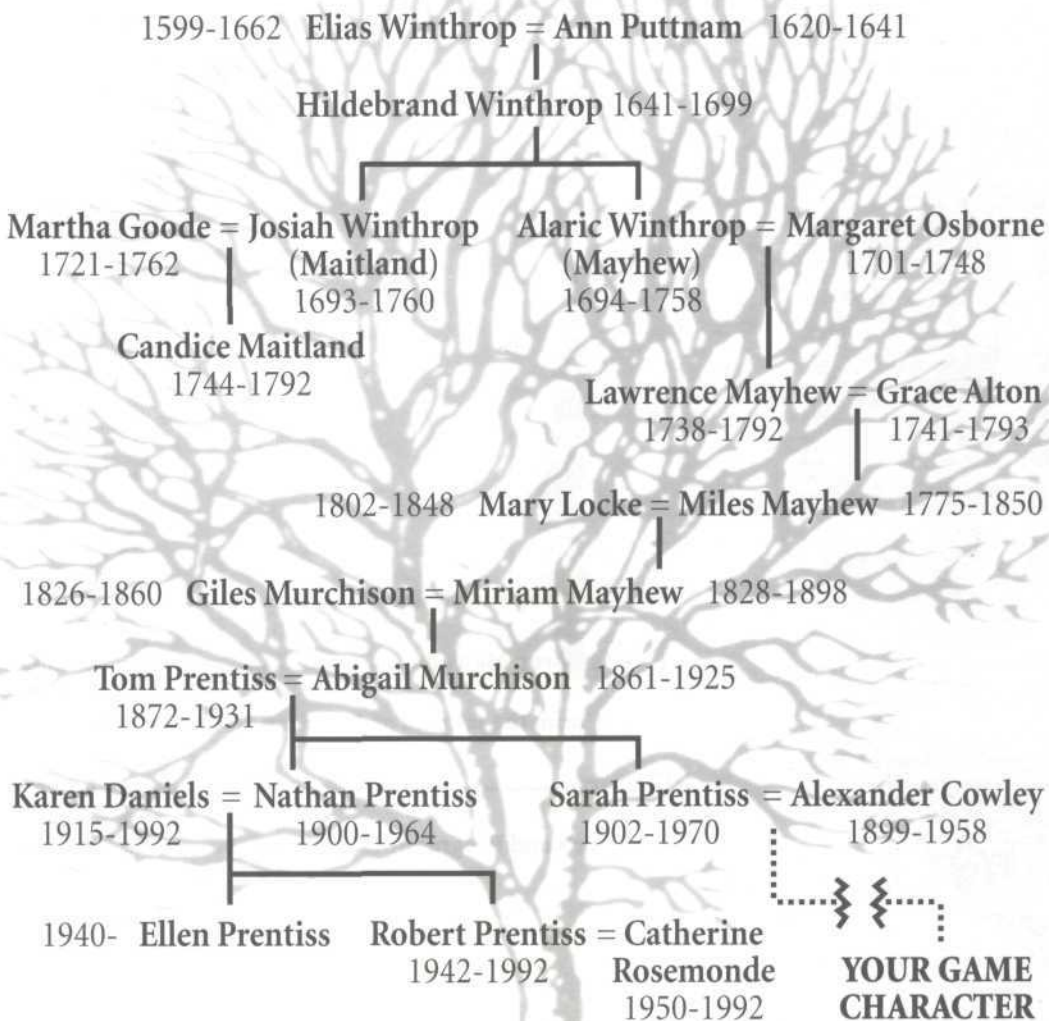 1599-1662 Elias Winthrop = Ann Puttnam 1620-1641
Hildebrand Winthrop 1641-1699
Martha Goode = Josiah Winthrop Alaric Winthrop = Margaret Osborne
1721-1762 (Maitland) (Mayhew) 1701-1748
1693-1760 1694-1758
Candice Maitland
1744-1792
Lawrence Mayhew = Grace Alton
1738-1792 1741-1793
1802-1848 Mary Locke = Miles Mayhew 1775-1850
1826-1860 Giles Murchison = Miriam Mayhew 1828-1898
Tom Prentiss = Abigail Murchison 1861-1925
1872-1931
Karen Daniels = Nathan Prentiss Sarah Prentiss = Alexander Cowley
1915-1992 1900-1964 1902-1970 1899-1958
1940- Ellen Prentiss Robert Prentiss = Catherine
1942-1992 Rosemonde YOUR GAME
1950-1992 CHARACTER